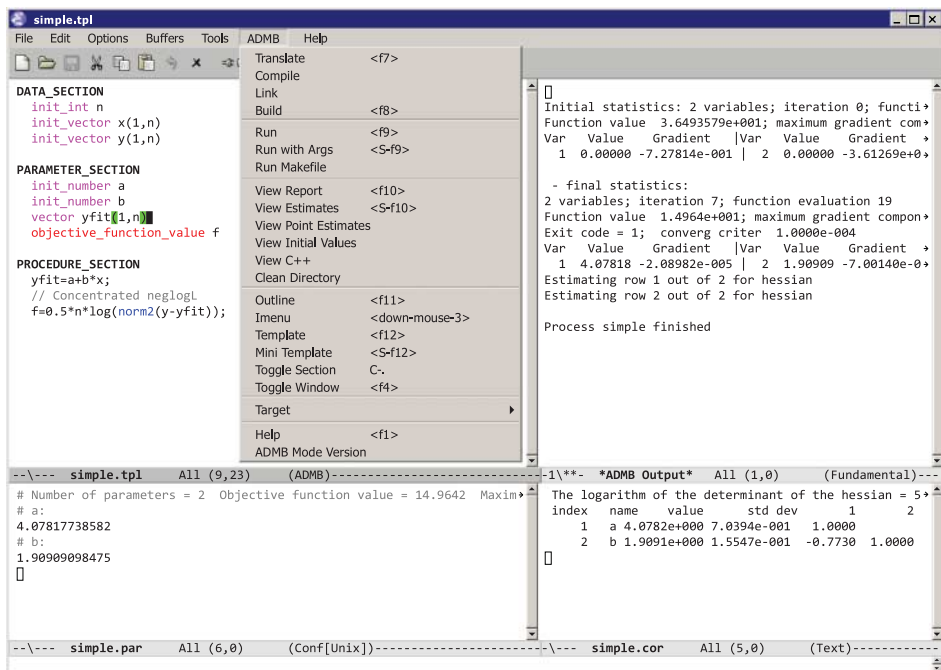 simple.tpl
File Edit Options Buffers Tools ADMB Help
DATA_SECTION
init_int n
init_vector x(1,n)
init_vector y(1,n)
PARAMETER_SECTION
init_number a
init_number b
vector yfit(1,n)
objective_function_value f
PROCEDURE_SECTION
yfit=a+b*x;
// Concentrated neglogL
f=0.5*n*log(norm2(y-yfit));
Translate <f7>
Compile
Link
Build <f8>
Run <f9>
Run with Args <S-f9>
Run Makefile
View Report <f10>
View Estimates <S-f10>
View Point Estimates
View Initial Values
View C++
Clean Directory
Outline <f11>
Imenu <down-mouse-3>
Template <f12>
Mini Template <S-f12>
Toggle Section C-.
Toggle Window <f4>
Target
Help <f1>
ADMB Mode Version
Initial statistics: 2 variables; iteration 0; functi
Function value 3.6493579e+001; maximum gradient com
Var Value Gradient |Var Value Gradient
1 0.00000 -7.27814e-001 | 2 0.00000 -3.61269e+0
- final statistics:
2 variables; iteration 7; function evaluation 19
Function value 1.4964e+001; maximum gradient compon
Exit code = 1; converg criter 1.0000e-004
Var Value Gradient |Var Value Gradient
1 4.07818 -2.08982e-005 | 2 1.90909 -7.00140e-0
Estimating row 1 out of 2 for hessian
Estimating row 2 out of 2 for hessian
Process simple finished
--\--- simple.tpl All (9,23) (ADMB)--------------------------
-1\**- *ADMB Output* All (1,0) (Fundamental)---
# Number of parameters = 2 Objective function value = 14.9642 Maxim
# a:
4.07817738582
# b:
1.90909098475
The logarithm of the determinant of the hessian = 5
index name value std dev 1 2
1 a 4.0782e+000 7.0394e-001 1.0000
2 b 1.9091e+000 1.5547e-001 -0.7730 1.0000
--\--- simple.par All (6,0) (Conf[Unix])---------------------
-\--- simple.cor All (5,0) (Text)----------